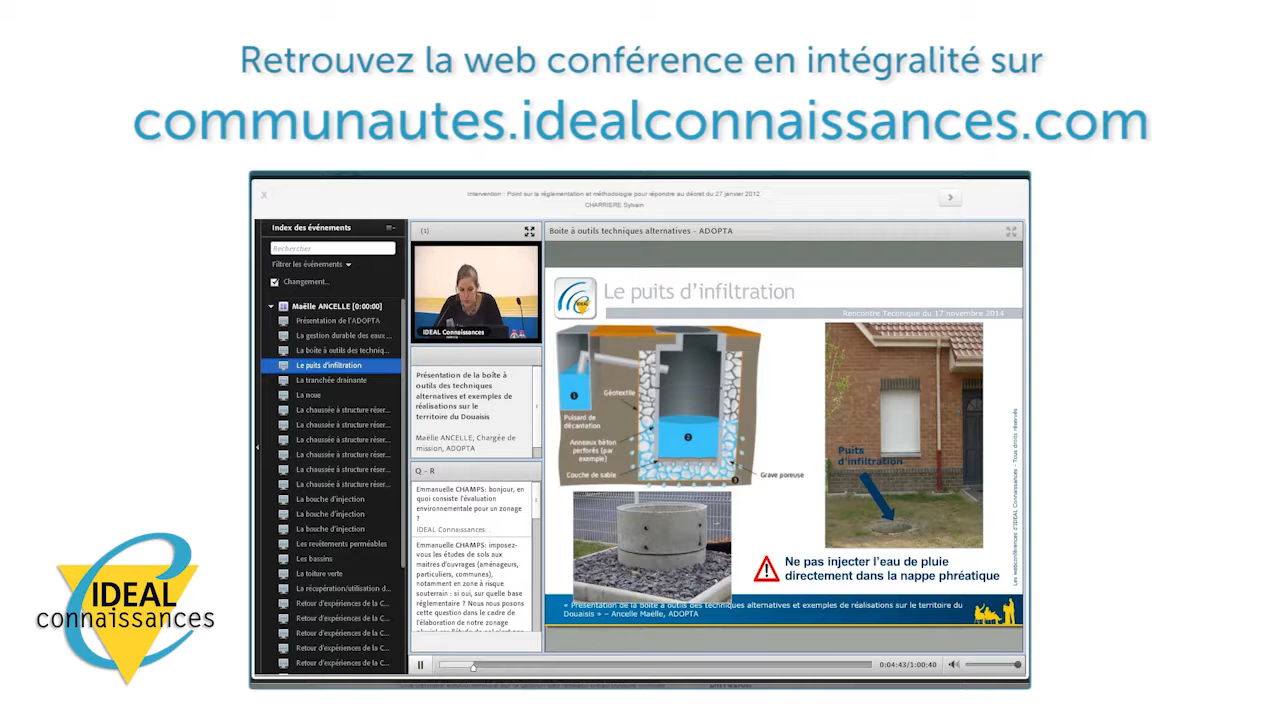 Retrouvez la web conférence en intégralité sur
communautes.idealconnaissances.com
X
Intervention : Point sur la réglementation et méthodologie pour répondre au décret du 27 janvier 2012
CHARRIERE Sylvain
Index des événements
Rechercher
Filtrer les événements
Changement...
Maëlle ANCELLE [0:00:00]
Présentation de l'ADOPTA
La gestion durable des eaux ...
La boite à outils des techniq...
Le puits d'infiltration
La tranchée drainante
La noue
La chaussée à structure réser...
La chaussée à structure réser...
La chaussée à structure réser...
La chaussée à structure réser...
La chaussée à structure réser...
La chaussée à structure réser...
La bouche d'injection
La bouche d'injection
La bouche d'injection
Les revêtements perméables
Les bassins
La toiture verte
La récupération/utilisation d...
Retour d'expériences de la C...
Retour d'expériences de la C...
Retour d'expériences de la C...
Retour d'expériences de la C...
Retour d'expériences de la C...
(1)
IDEAL Connaissances
Présentation de la boîte à
outils des techniques
alternatives et exemples de
réalisations sur le
territoire du Douaisis
Maëlle ANCELLE, Chargée de
mission, ADOPTA
Q - R
Emmanuelle CHAMPS: bonjour, en
quoi consiste l'évaluation
environnementale pour un zonage
?
IDEAL Connaissances:
Emmanuelle CHAMPS: imposez-
vous les études de sols aux
maitres d'ouvrages (aménageurs,
particuliers, communes),
notamment en zone à risque
souterrain : si oui, sur quelle base
réglementaire ? Nous nous posons
cette question dans le cadre de
l'élaboration de notre zonage
Boite à outils techniques alternatives - ADOPTA
IDEAL
Le puits d'infiltration
Rencontre Technique du 17 novembre 2014
1
Puisard de
décantation
Géotextile
Anneaux béton
perforés (par
exemple)
Couche de sable
2
3
Grave poreuse
Puits
d'infiltration
Ne pas injecter l'eau de pluie
directement dans la nappe phréatique
Les webconférences d'IDEAL Connaissances - Tous droits réservés
« Présentation de la boîte à outils des techniques alternatives et exemples de réalisations sur le territoire du
Douaisis » – Ancelle Maëlle, ADOPTA
0:04:43/1:00:40
IDEAL
connaissances